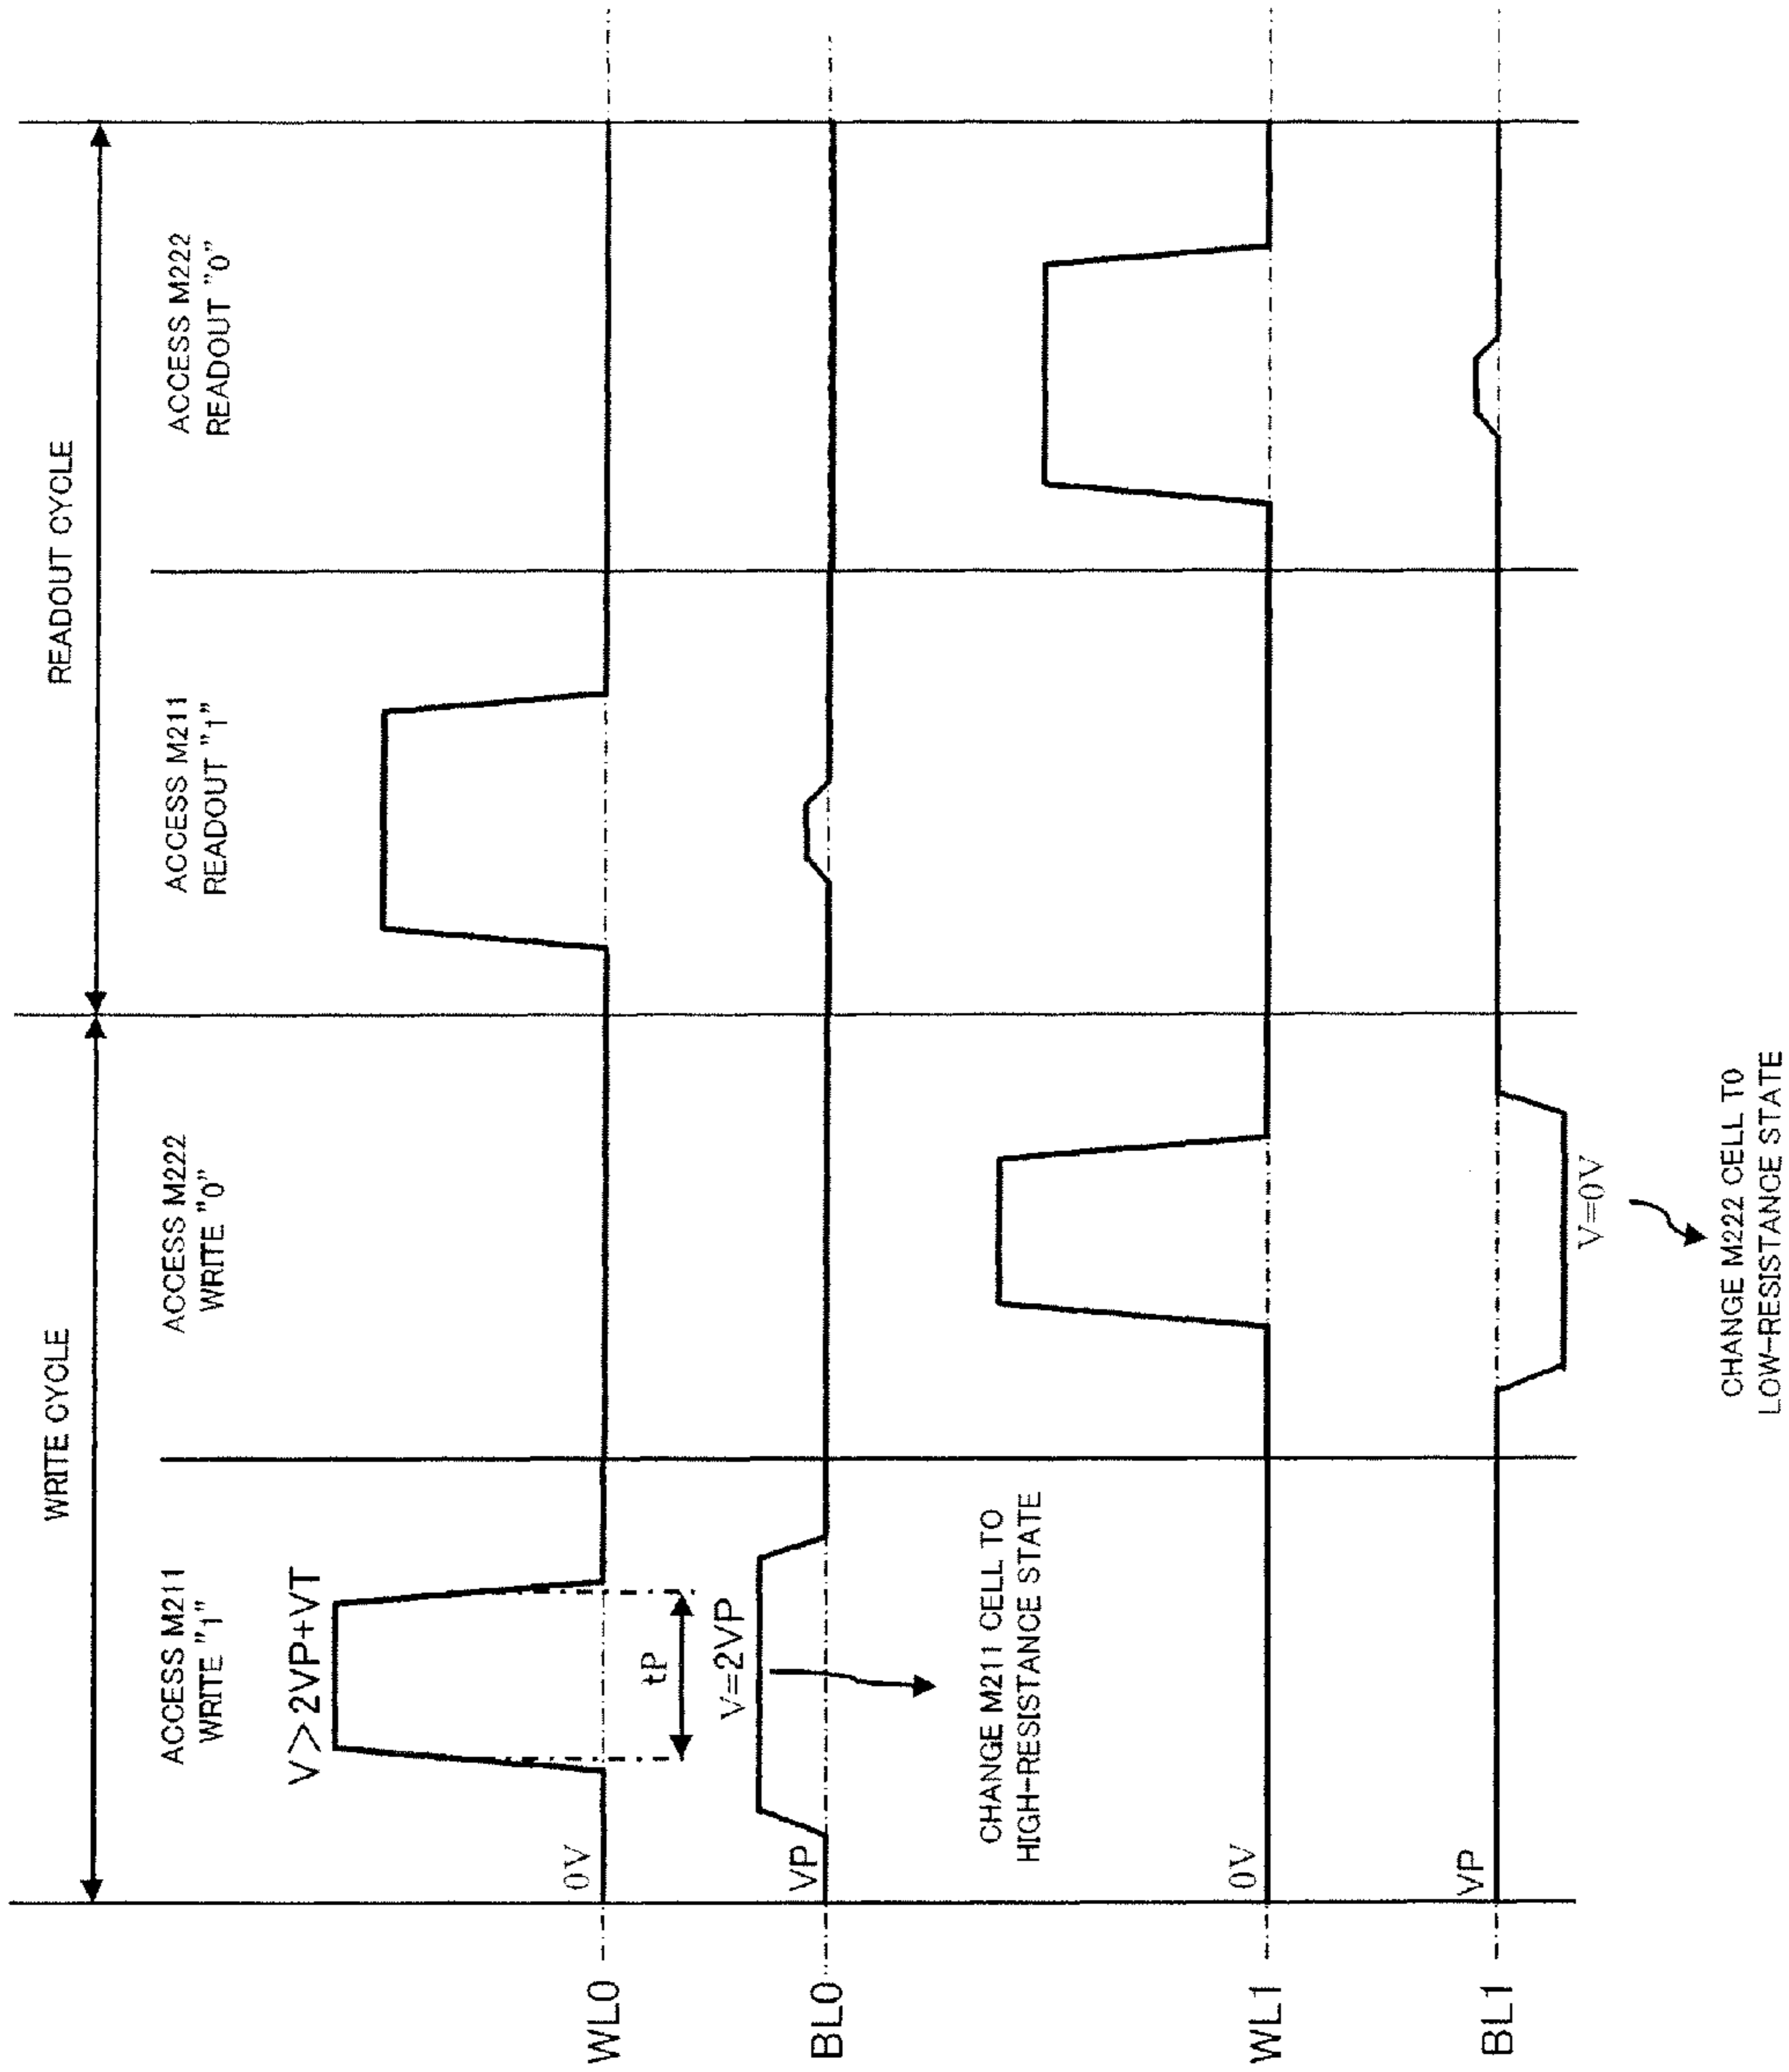 WRITE CYCLE
READOUT CYCLE
ACCESS M211
WRITE "1"
ACCESS M222
WRITE "0"
ACCESS M211
READOUT "1"
ACCESS M222
READOUT "0"
V>2VP+VT
0V
WL0
tP
V=2VP
VP
BL0
CHANGE M211 CELL TO
HIGH-RESISTANCE STATE
0V
WL1
VP
BL1
V=0V
CHANGE M222 CELL TO
LOW-RESISTANCE STATE